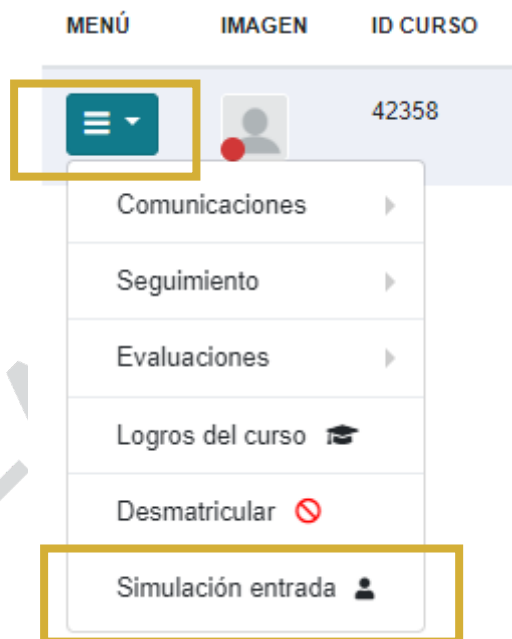 MENÚ IMAGEN ID CURSO
42358
Comunicaciones
Seguimiento
Evaluaciones
Logros del curso
Desmatricular
Simulación entrada